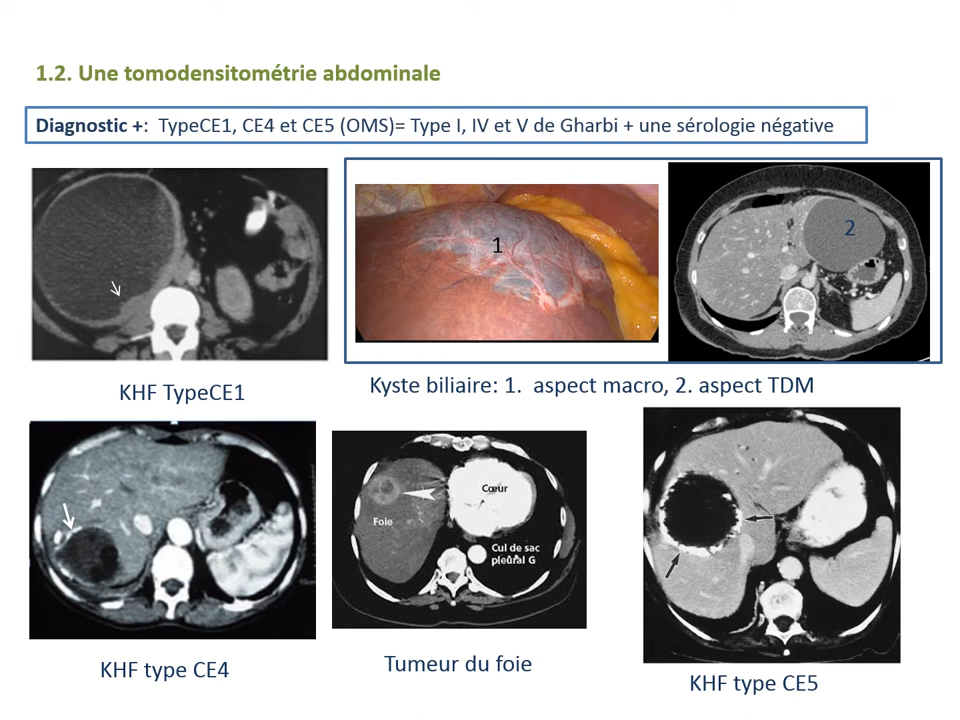 1.2. Une tomodensitométrie abdominale
Diagnostic +: TypeCE1, CE4 et CE5 (OMS)= Type I, IV et V de Gharbi + une sérologie négative
1
2
KHF TypeCE1
Kyste biliaire: 1. aspect macro, 2. aspect TDM
Foie
Cœur
Cul de sac
pleural G
KHF type CE4
Tumeur du foie
KHF type CE5